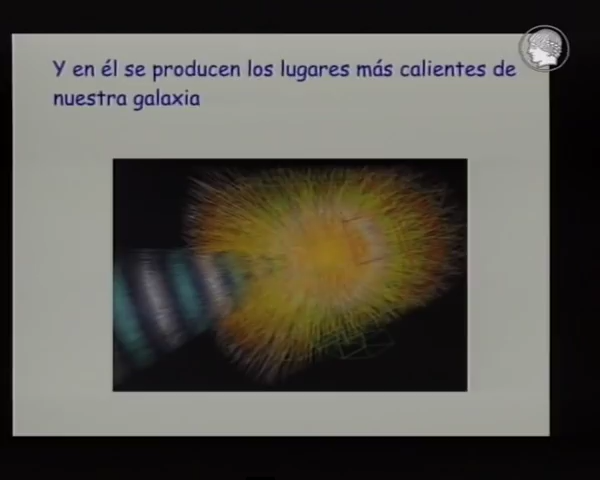 Y en él se producen los lugares más calientes de
nuestra galaxia